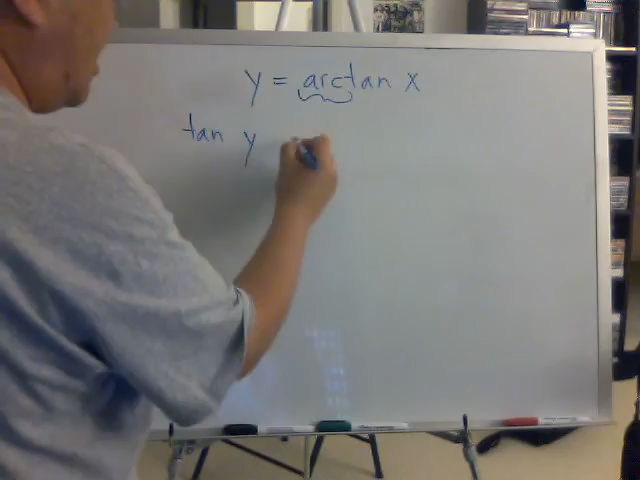 y = arctan x
tan y